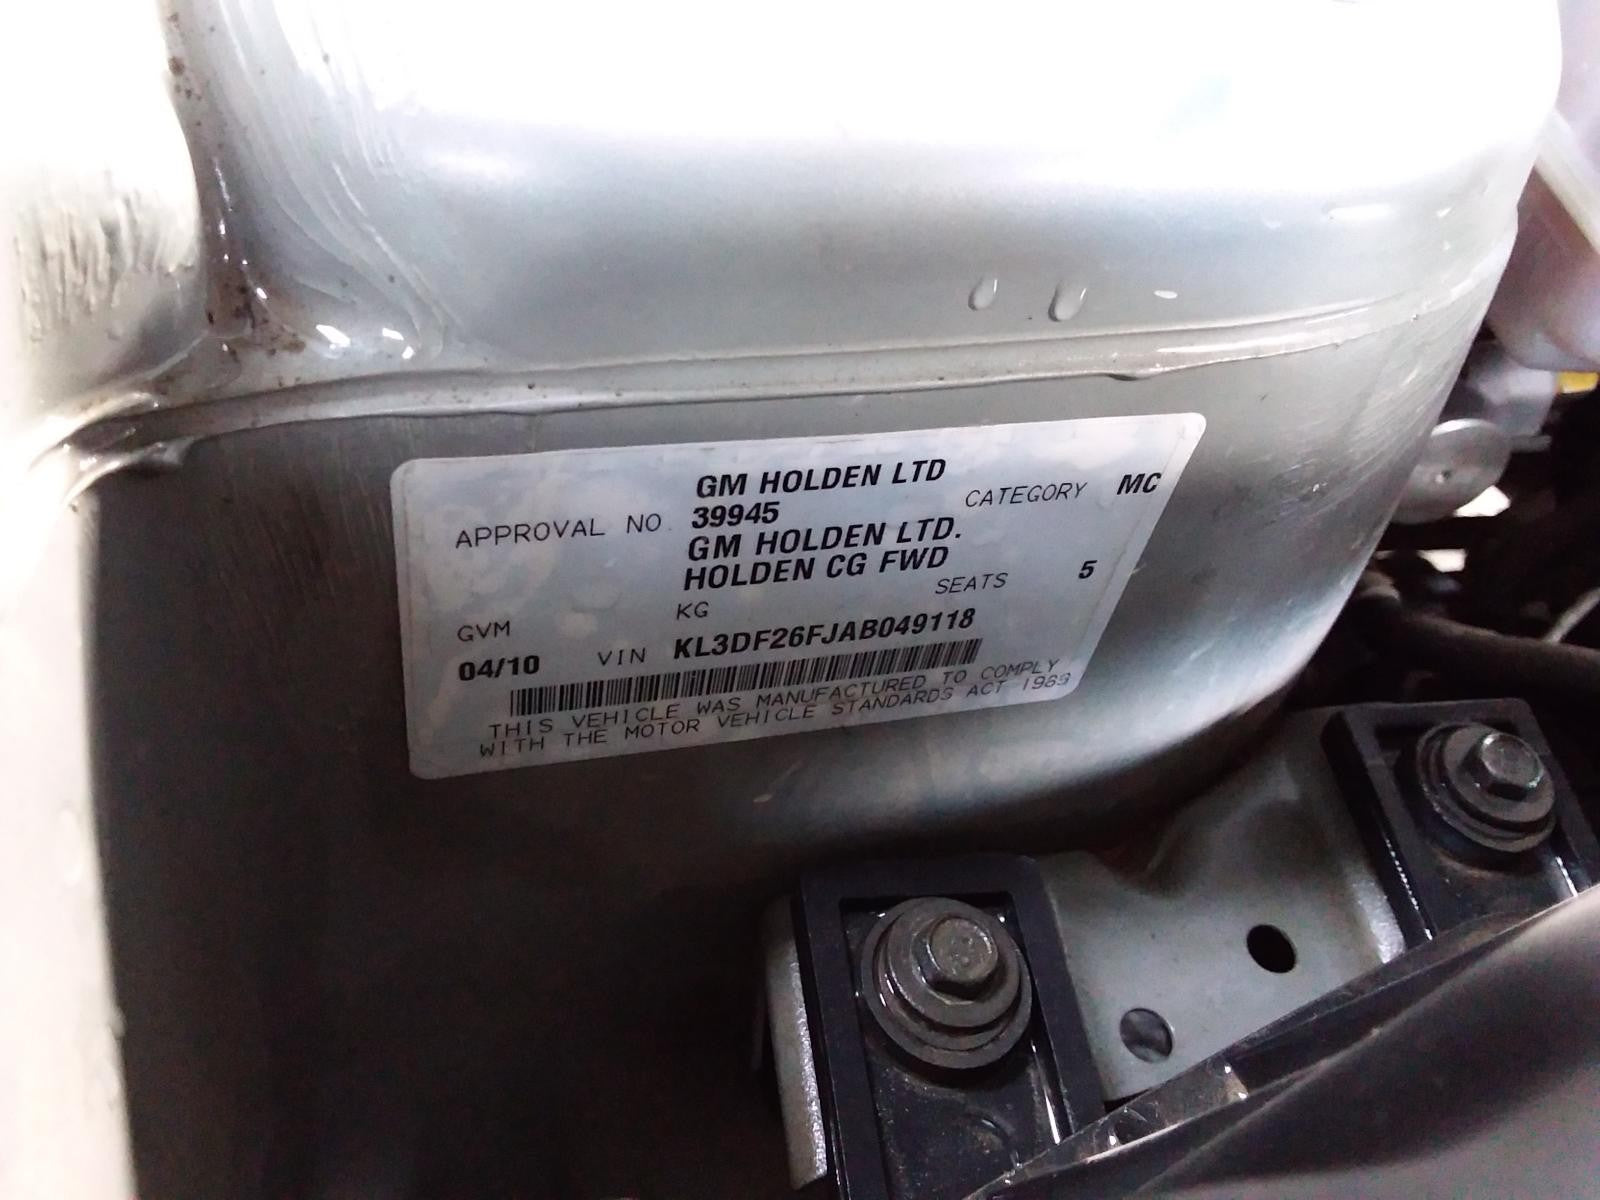 GM HOLDEN LTD
APPROVAL NO. 39945 CATEGORY MC
GM HOLDEN LTD.
HOLDEN CG FWD
GVM KG SEATS 5
04/10 VIN KL3DF26FJAB049118
THIS VEHICLE WAS MANUFACTURED TO COMPLY
WITH THE MOTOR VEHICLE STANDARDS ACT 1989